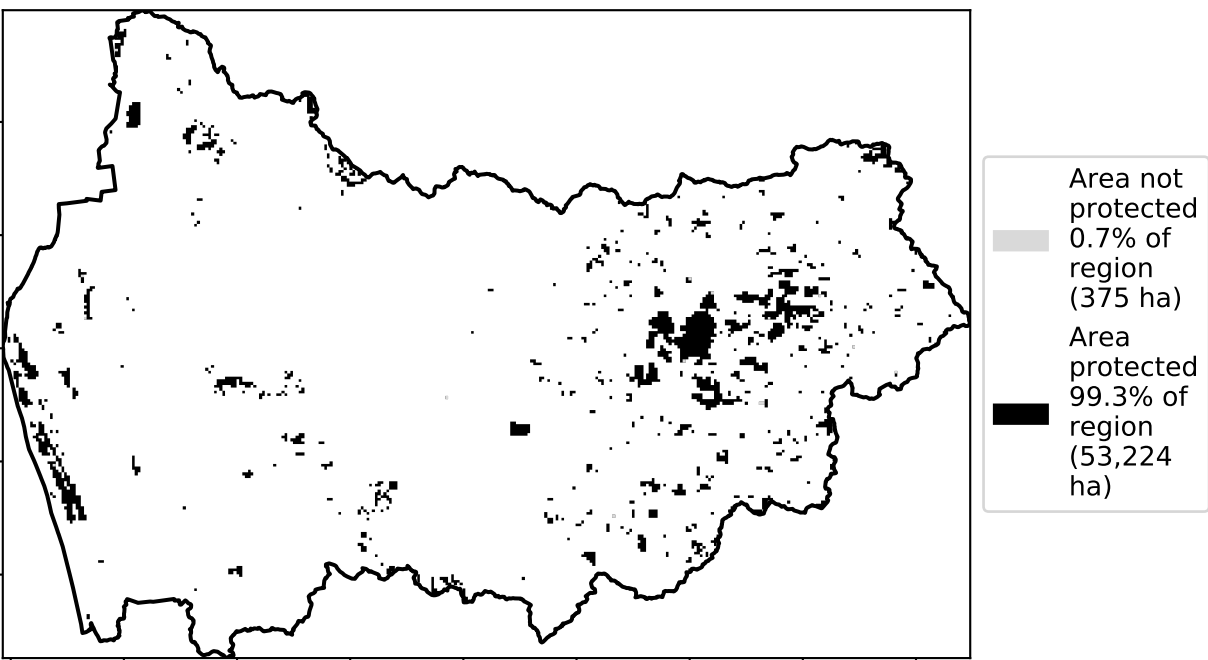 Area not
protected
0.7% of
region
(375 ha)
Area
protected
99.3% of
region
(53,224
ha)